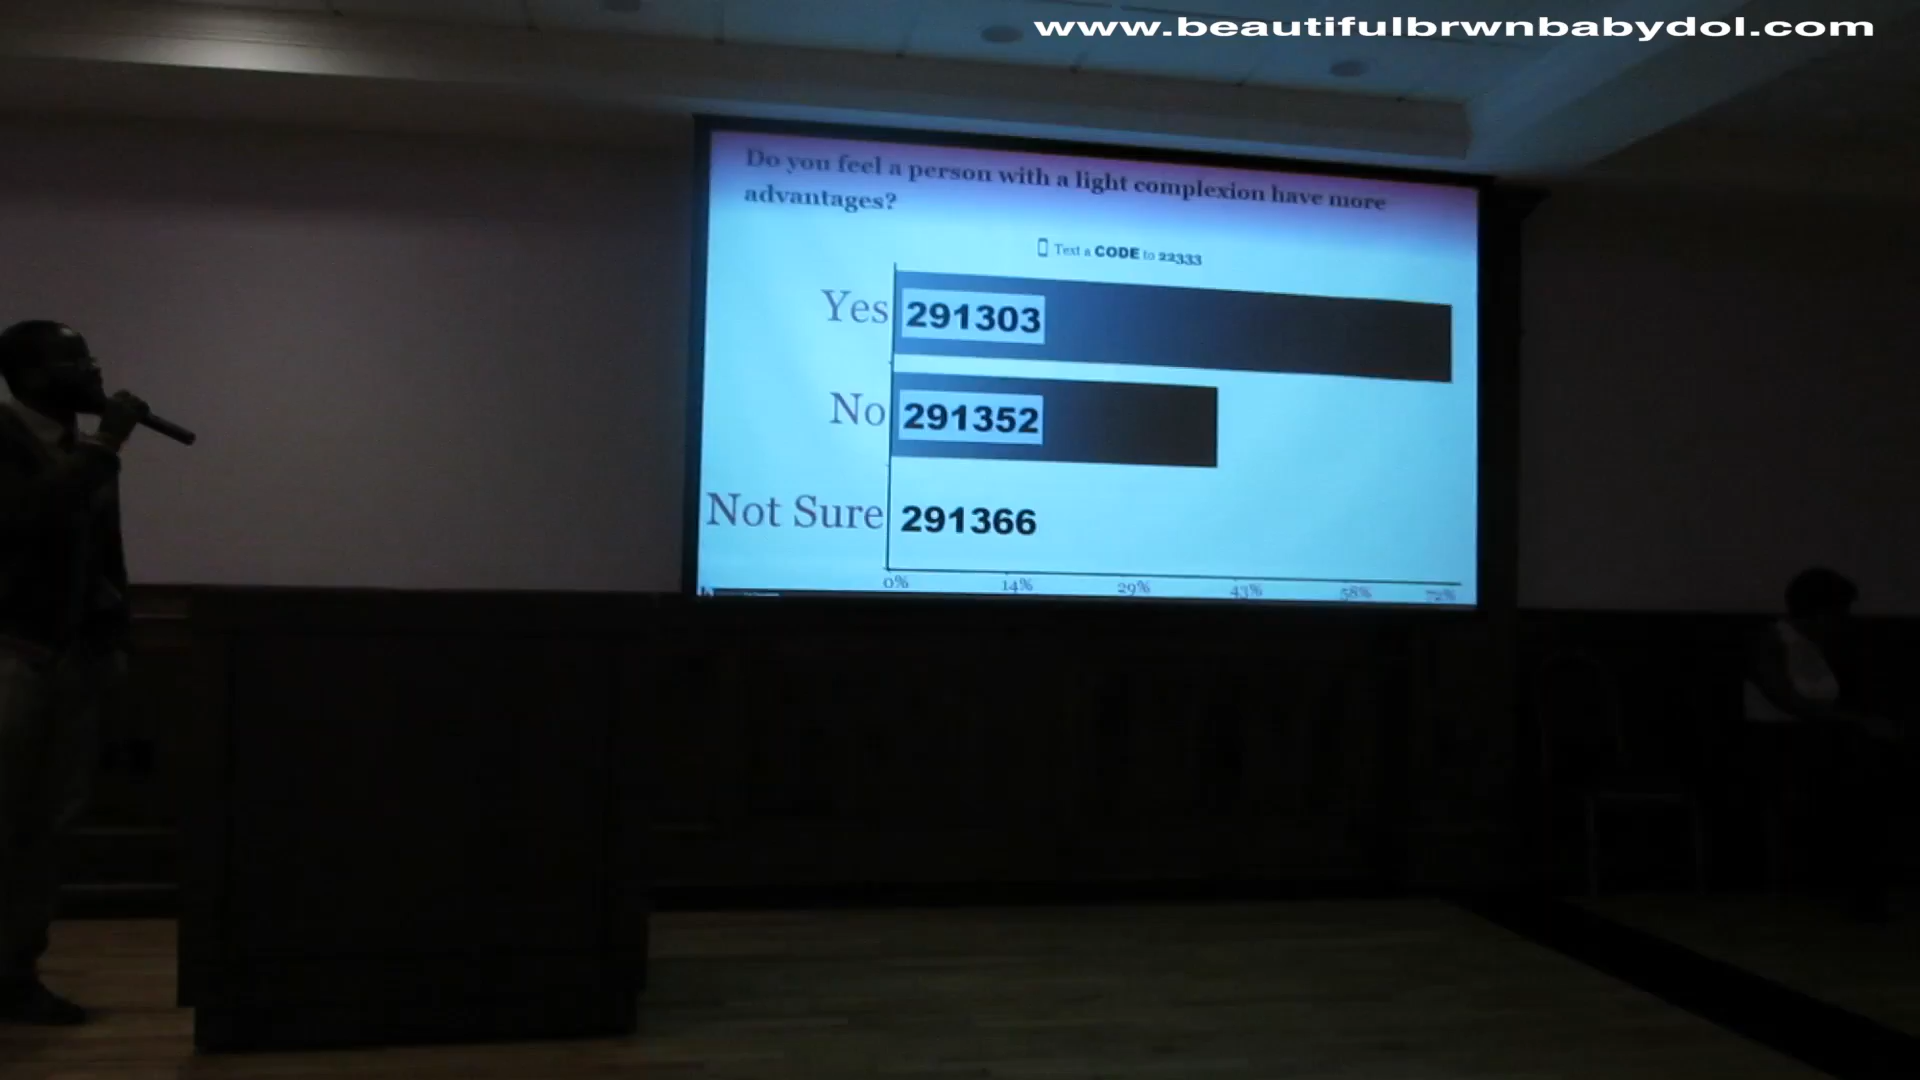 www.beautifulbrwnbabydol.com
Do you feel a person with a light complexion have more
advantages?
Text a CODE to 22333
Yes 291303
No 291352
Not Sure 291366
0% 14% 29% 43% 58% 72%